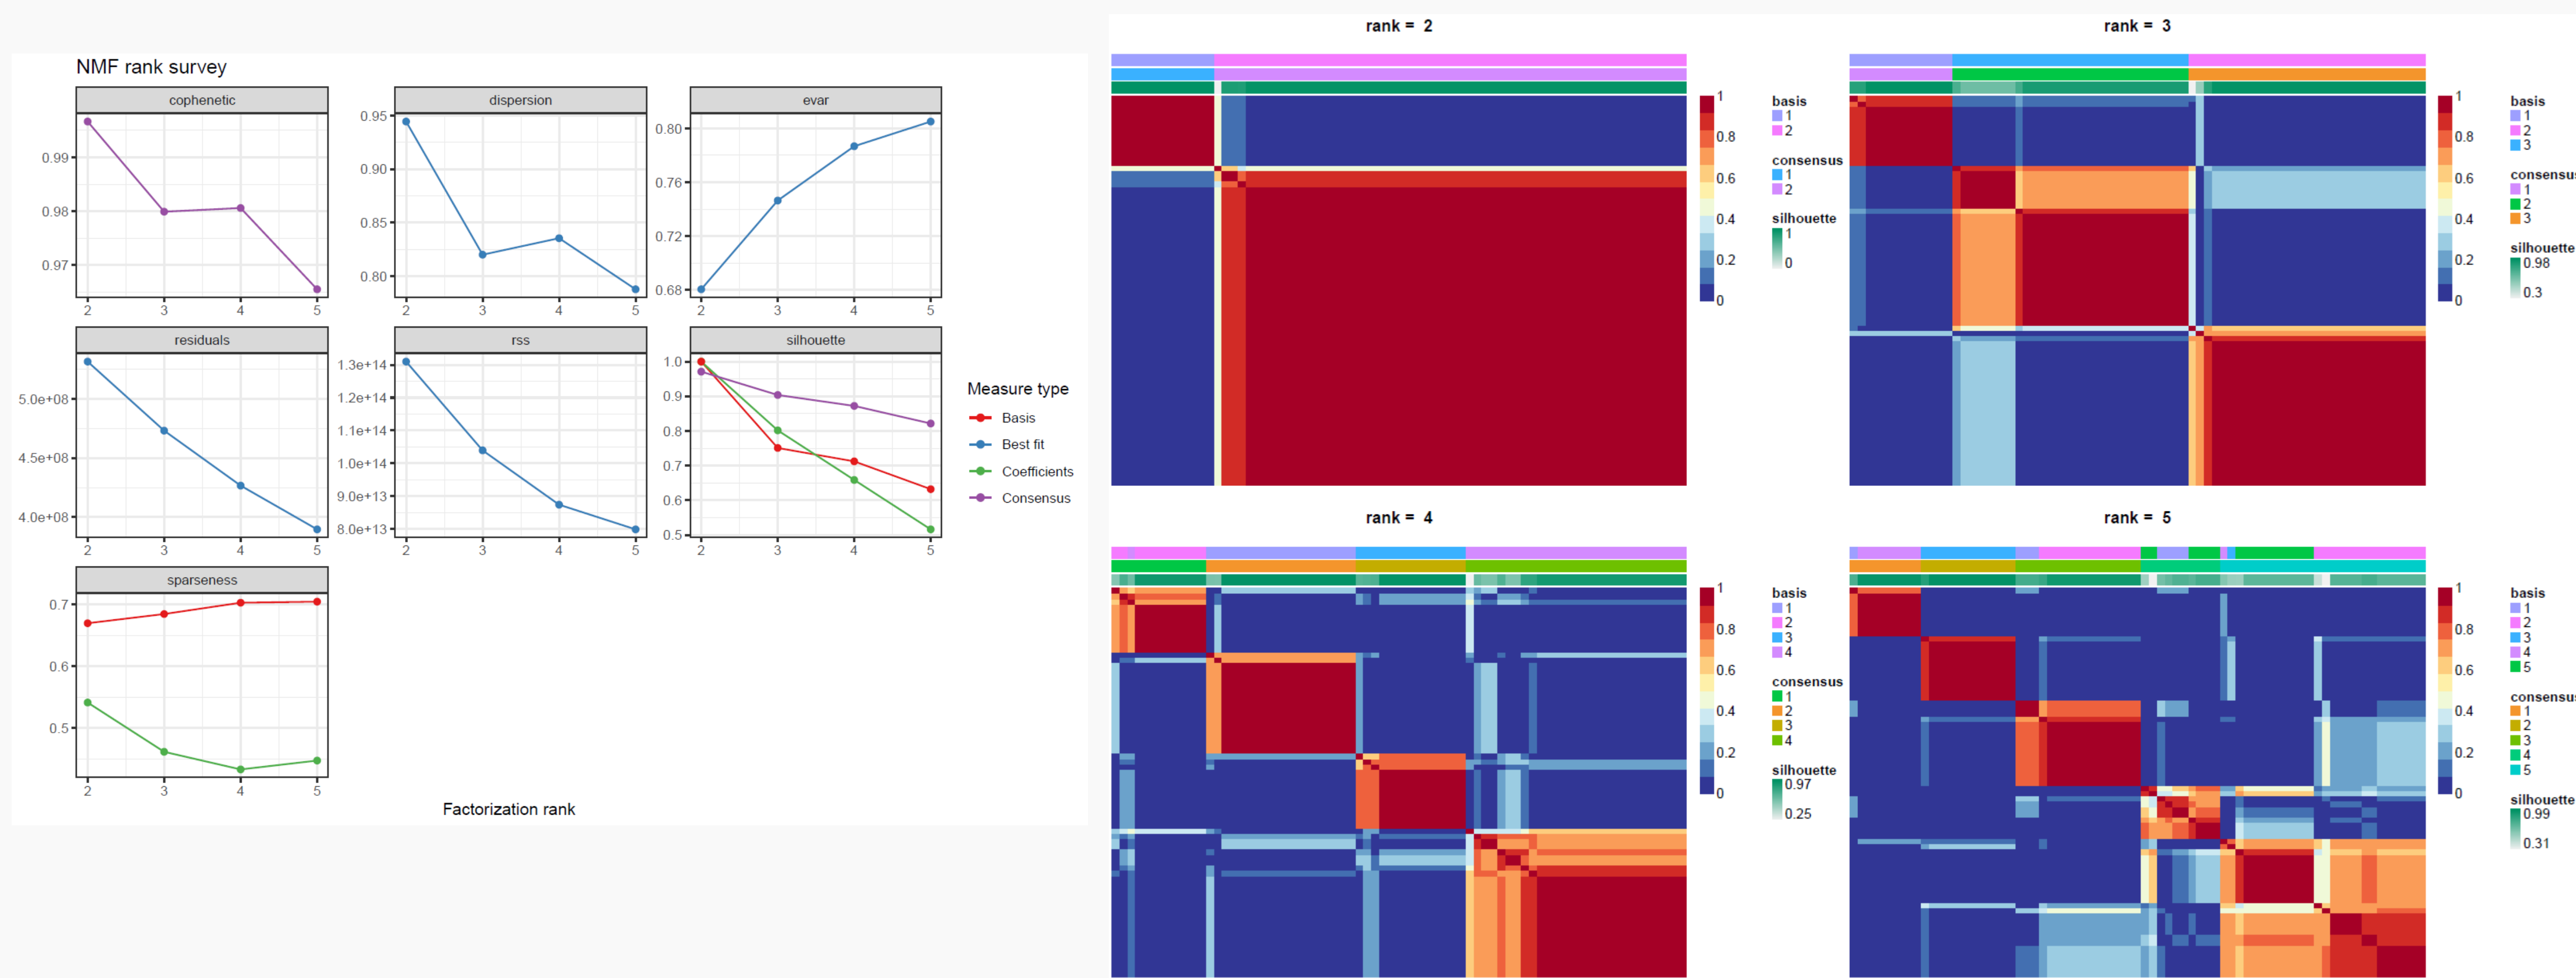 NMF rank survey
cophenetic
0.99
0.98
0.97
2 3 4 5
dispersion
0.95
0.90
0.85
0.80
2 3 4 5
evar
0.80
0.76
0.72
0.68
2 3 4 5
residuals
5.0e+08
4.5e+08
4.0e+08
2 3 4 5
rss
1.3e+14
1.2e+14
1.1e+14
1.0e+14
9.0e+13
8.0e+13
2 3 4 5
silhouette
1.0
0.9
0.8
0.7
0.6
0.5
2 3 4 5
sparseness
0.7
0.6
0.5
2 3 4 5
Factorization rank
Measure type
Basis
Best fit
Coefficients
Consensus
rank = 2
1
0.8
0.6
0.4
0.2
0
basis
1
2
consensus
1
2
silhouette
1
0
rank = 3
1
0.8
0.6
0.4
0.2
0
basis
1
2
3
consensus
1
2
3
silhouette
0.98
0.3
rank = 4
1
0.8
0.6
0.4
0.2
0
basis
1
2
3
4
consensus
1
2
3
4
silhouette
0.97
0.25
rank = 5
1
0.8
0.6
0.4
0.2
0
basis
1
2
3
4
5
consensus
1
2
3
4
5
silhouette
0.99
0.31